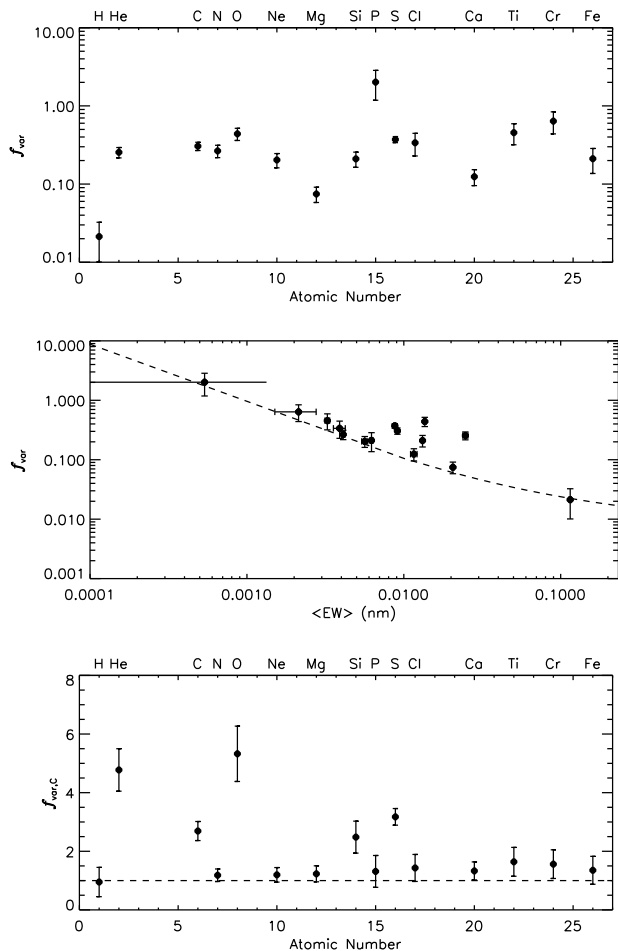 H He C N O Ne Mg Si P S Cl Ca Ti Cr Fe
10.00
1.00
0.10
0.01
f_var
0 5 10 15 20 25
Atomic Number
10.000
1.000
0.100
0.010
0.001
f_var
0.0001 0.0010 0.0100 0.1000
<EW> (nm)
H He C N O Ne Mg Si P S Cl Ca Ti Cr Fe
8
6
4
2
0
f_var,C
0 5 10 15 20 25
Atomic Number